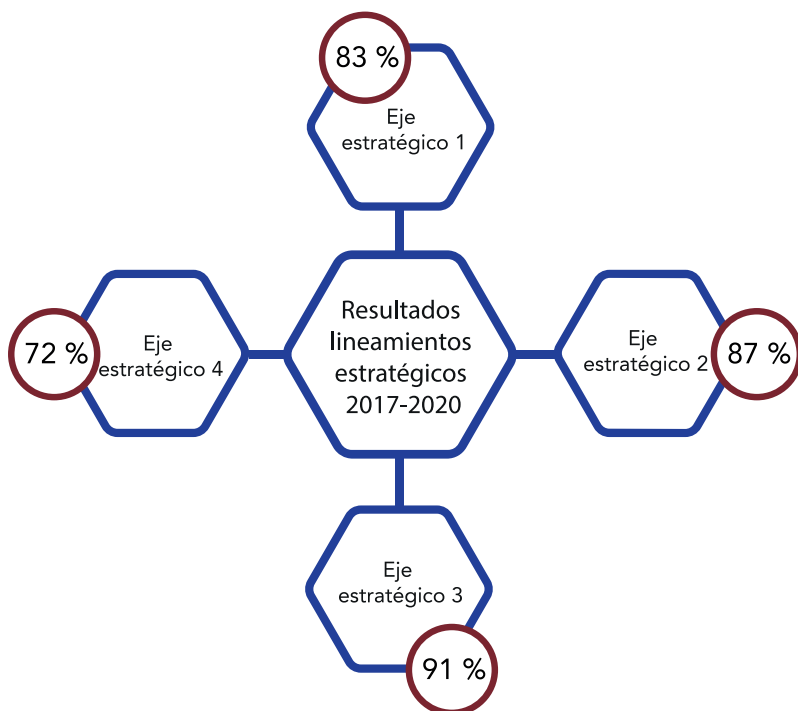 83 %
Eje
estratégico 1
Resultados
lineamientos
estratégicos
2017-2020
72 %
Eje
estratégico 4
Eje
estratégico 2
87 %
Eje
estratégico 3
91 %